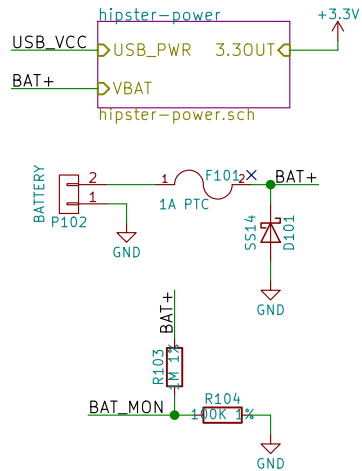 hipster-power
+3.3V
USB_VCC
USB_PWR
3.3OUT
BAT+
VBAT
hipster-power.sch
BATTERY
2
1
P102
GND
1
F101
2
1A PTC
BAT+
SS14
D101
GND
BAT+
R103
1M 1%
BAT_MON
R104
100K 1%
GND